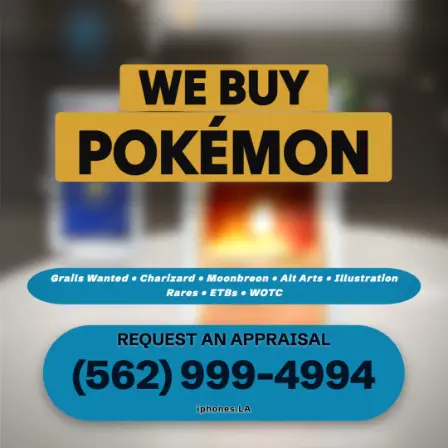 WE BUY
POKÉMON
Grails Wanted • Charizard • Moonbreon • Alt Arts • Illustration
Rares • ETBs • WOTC
REQUEST AN APPRAISAL
(562) 999-4994
iphones.LA